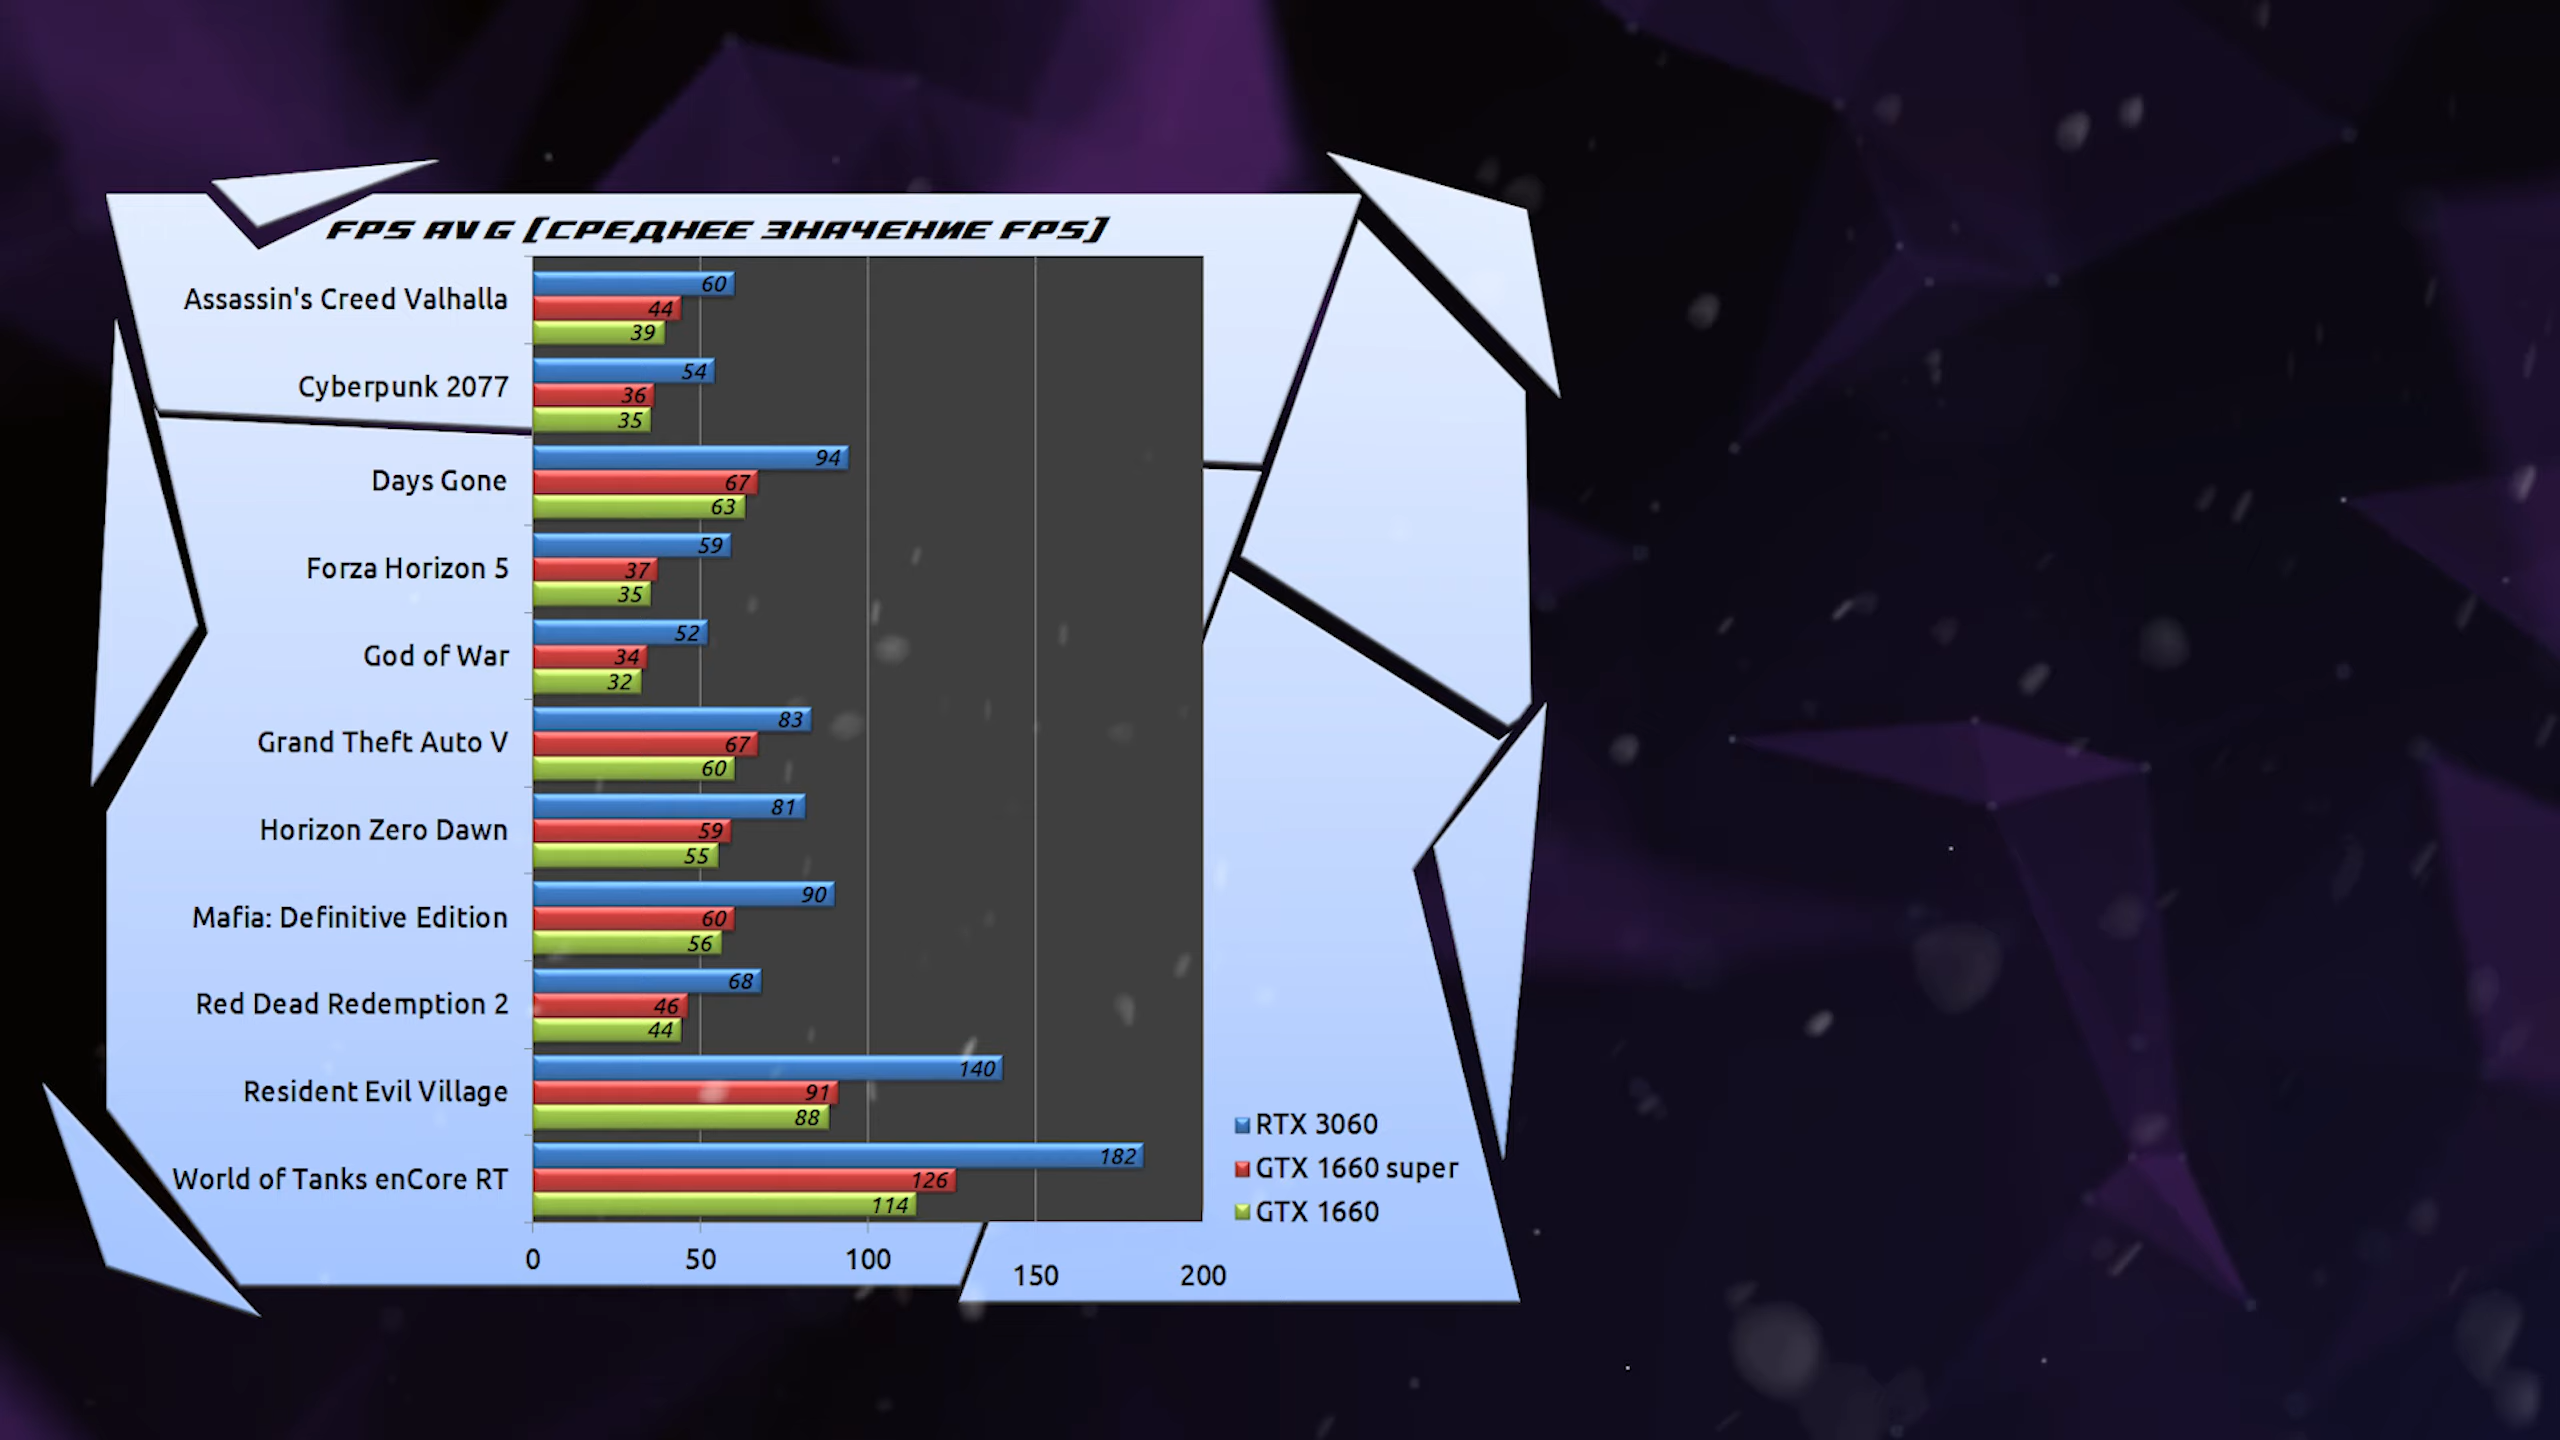 FPS AVG (СРЕДНЕЕ ЗНАЧЕНИЕ FPS)
Assassin's Creed Valhalla
60
44
39
Cyberpunk 2077
54
36
35
Days Gone
94
67
63
Forza Horizon 5
59
37
35
God of War
52
34
32
Grand Theft Auto V
83
67
60
Horizon Zero Dawn
81
59
55
Mafia: Definitive Edition
90
60
56
Red Dead Redemption 2
68
46
44
Resident Evil Village
140
91
88
World of Tanks enCore RT
182
126
114
RTX 3060
GTX 1660 super
GTX 1660
0 50 100 150 200